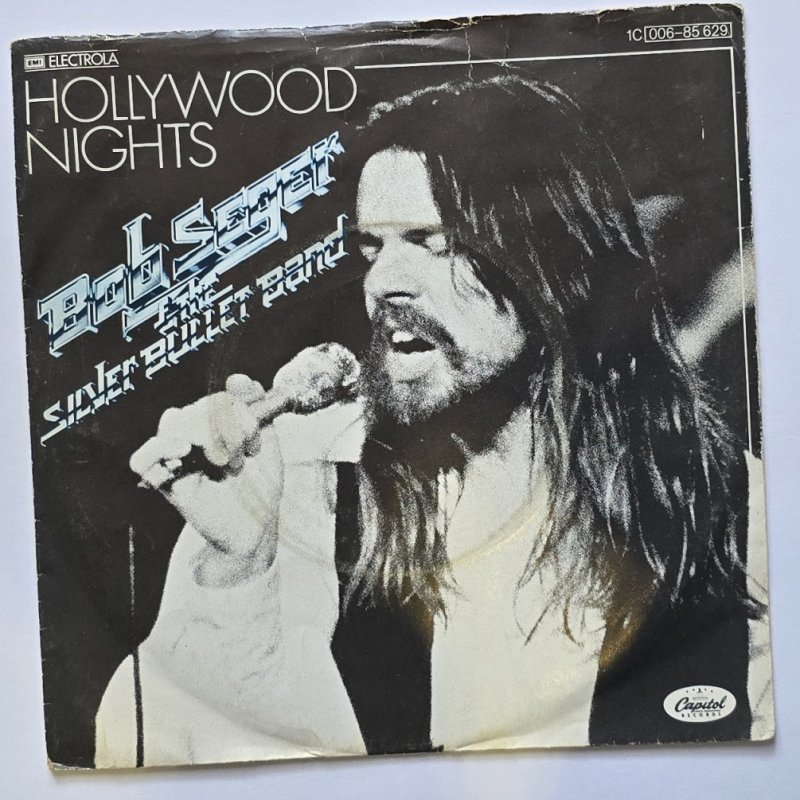 EMI ELECTROLA
1C 006-85 629
HOLLYWOOD
NIGHTS
Bob Seger
& the
Silver Bullet Band
Capitol
RECORDS